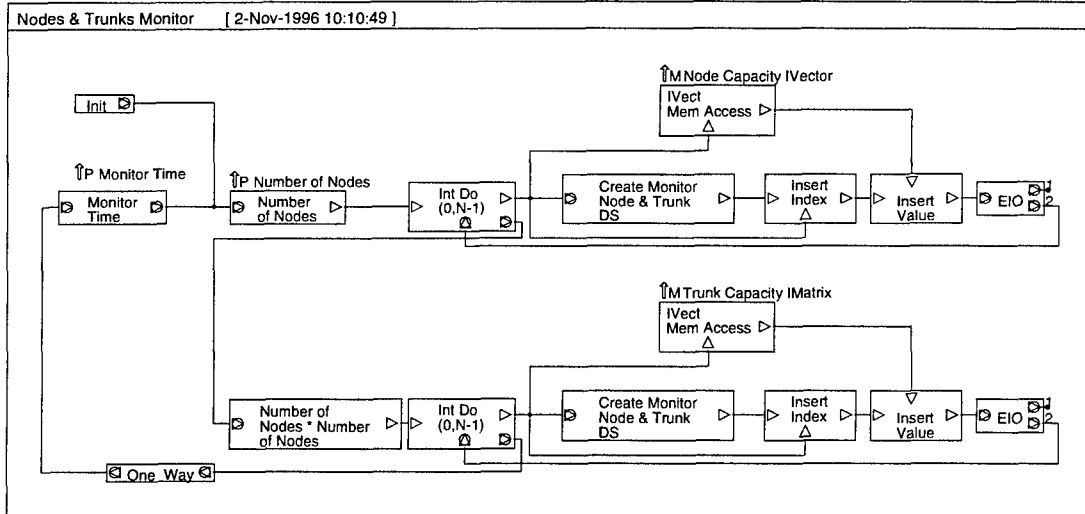 Nodes & Trunks Monitor [ 2-Nov-1996 10:10:49 ]
⇑M Node Capacity IVector
IVect
Mem Access
Init
⇑P Monitor Time
Monitor
Time
⇑P Number of Nodes
Number
of Nodes
Int Do
(0,N-1)
Create Monitor
Node & Trunk
DS
Insert
Index
Insert
Value
EIO
1
2
⇑M Trunk Capacity IMatrix
IVect
Mem Access
Number of
Nodes * Number
of Nodes
Int Do
(0,N-1)
Create Monitor
Node & Trunk
DS
Insert
Index
Insert
Value
EIO
1
2
One Way